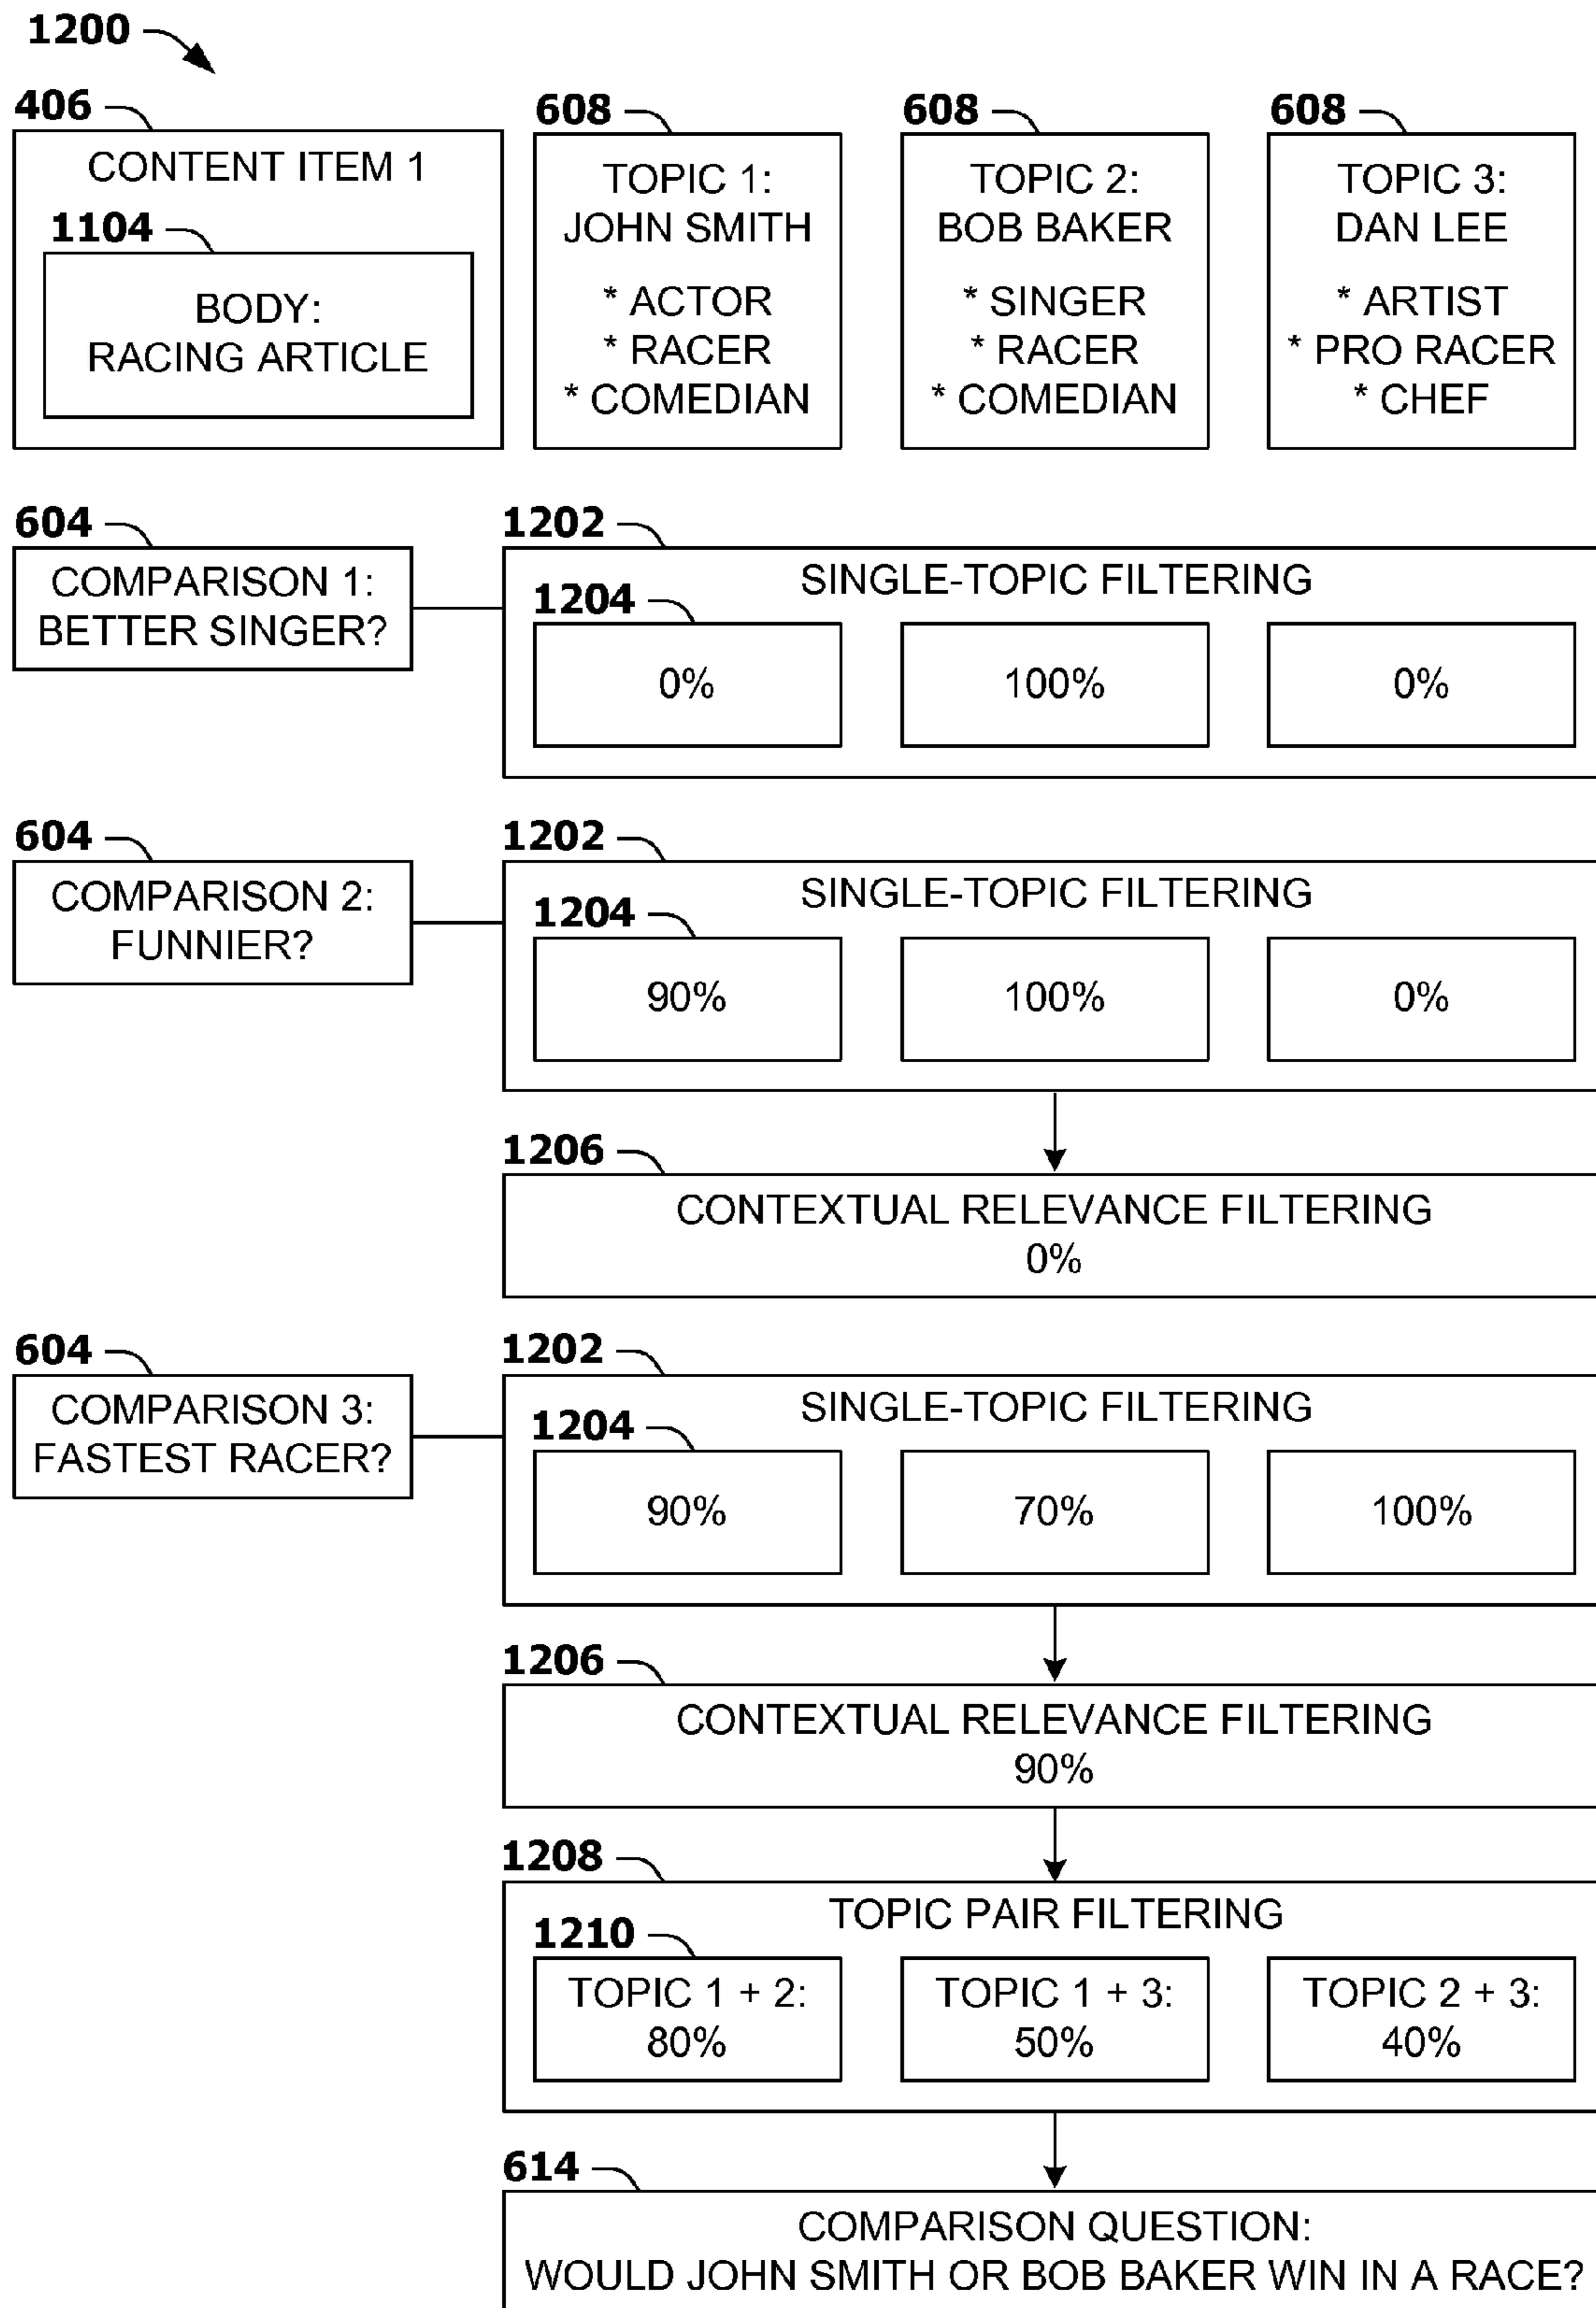 1200
406
CONTENT ITEM 1
1104
BODY:
RACING ARTICLE
608
TOPIC 1:
JOHN SMITH
* ACTOR
* RACER
* COMEDIAN
608
TOPIC 2:
BOB BAKER
* SINGER
* RACER
* COMEDIAN
608
TOPIC 3:
DAN LEE
* ARTIST
* PRO RACER
* CHEF
604
COMPARISON 1:
BETTER SINGER?
1202
SINGLE-TOPIC FILTERING
1204
0%
100%
0%
604
COMPARISON 2:
FUNNIER?
1202
SINGLE-TOPIC FILTERING
1204
90%
100%
0%
1206
CONTEXTUAL RELEVANCE FILTERING
0%
604
COMPARISON 3:
FASTEST RACER?
1202
SINGLE-TOPIC FILTERING
1204
90%
70%
100%
1206
CONTEXTUAL RELEVANCE FILTERING
90%
1208
TOPIC PAIR FILTERING
1210
TOPIC 1 + 2:
80%
TOPIC 1 + 3:
50%
TOPIC 2 + 3:
40%
614
COMPARISON QUESTION:
WOULD JOHN SMITH OR BOB BAKER WIN IN A RACE?